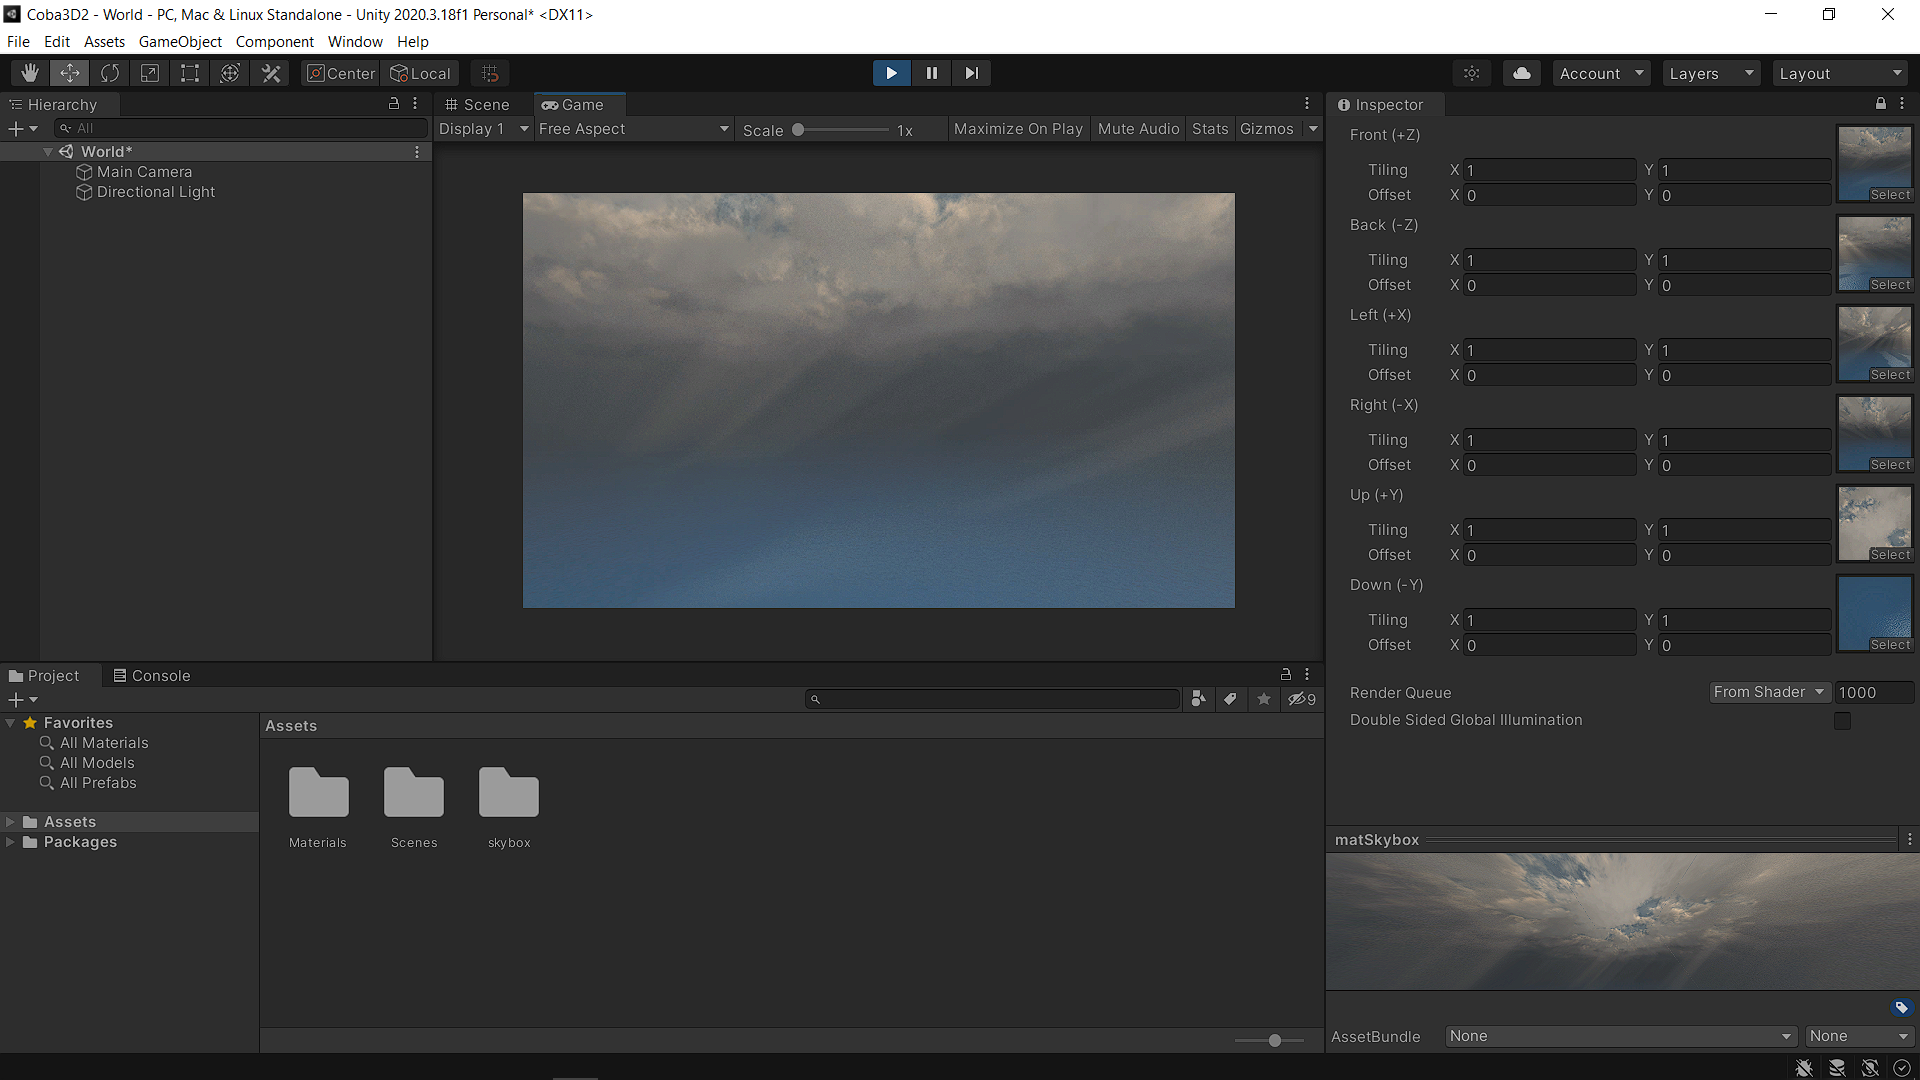 Coba3D2 - World - PC, Mac & Linux Standalone - Unity 2020.3.18f1 Personal* <DX11>
File Edit Assets GameObject Component Window Help
Center Local Account Layers Layout
Hierarchy
All
World*
Main Camera
Directional Light
Scene Game
Display 1 Free Aspect Scale 1x Maximize On Play Mute Audio Stats Gizmos
Inspector
Front (+Z)
Tiling X 1 Y 1
Offset X 0 Y 0
Select
Back (-Z)
Tiling X 1 Y 1
Offset X 0 Y 0
Select
Left (+X)
Tiling X 1 Y 1
Offset X 0 Y 0
Select
Right (-X)
Tiling X 1 Y 1
Offset X 0 Y 0
Select
Up (+Y)
Tiling X 1 Y 1
Offset X 0 Y 0
Select
Down (-Y)
Tiling X 1 Y 1
Offset X 0 Y 0
Select
Render Queue From Shader 1000
Double Sided Global Illumination
Project Console
9
Favorites
All Materials
All Models
All Prefabs
Assets
Packages
Assets
Materials Scenes skybox
matSkybox
AssetBundle None None